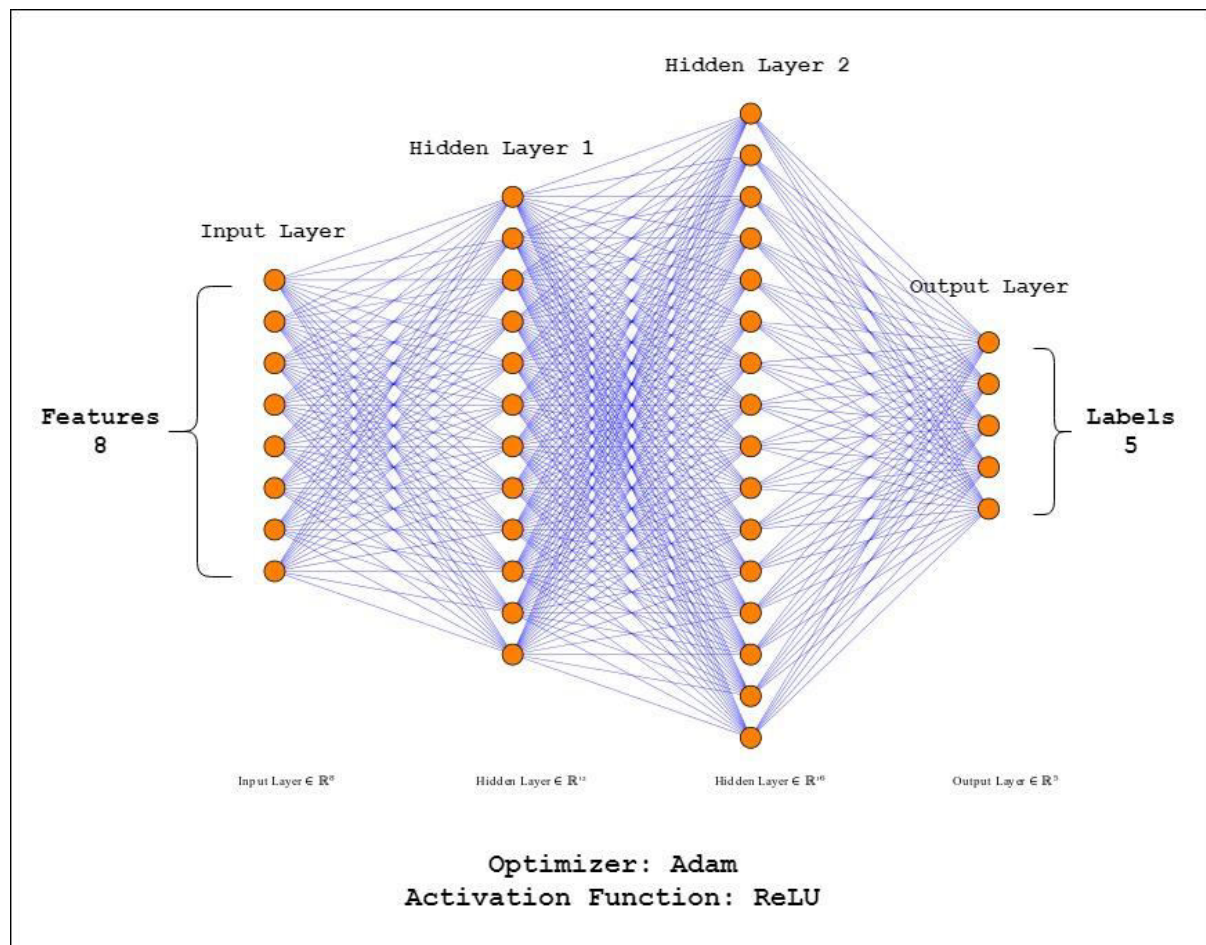 Hidden Layer 2
Hidden Layer 1
Input Layer
Output Layer
Features
8
Labels
5
Input Layer ∈ ℝ⁸
Hidden Layer ∈ ℝ¹²
Hidden Layer ∈ ℝ¹⁶
Output Layer ∈ ℝ⁵
Optimizer: Adam
Activation Function: ReLU